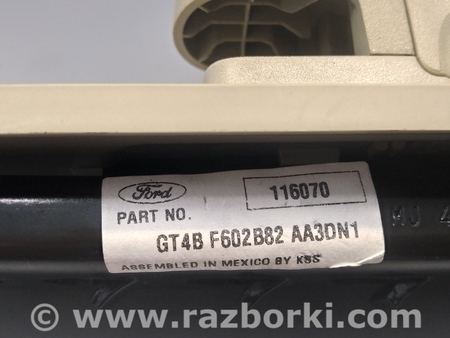 Ford
116070
PART NO.
GT4B F602B82 AA3DN1
ASSEMBLED IN MEXICO BY KSS
© www.razborki.com